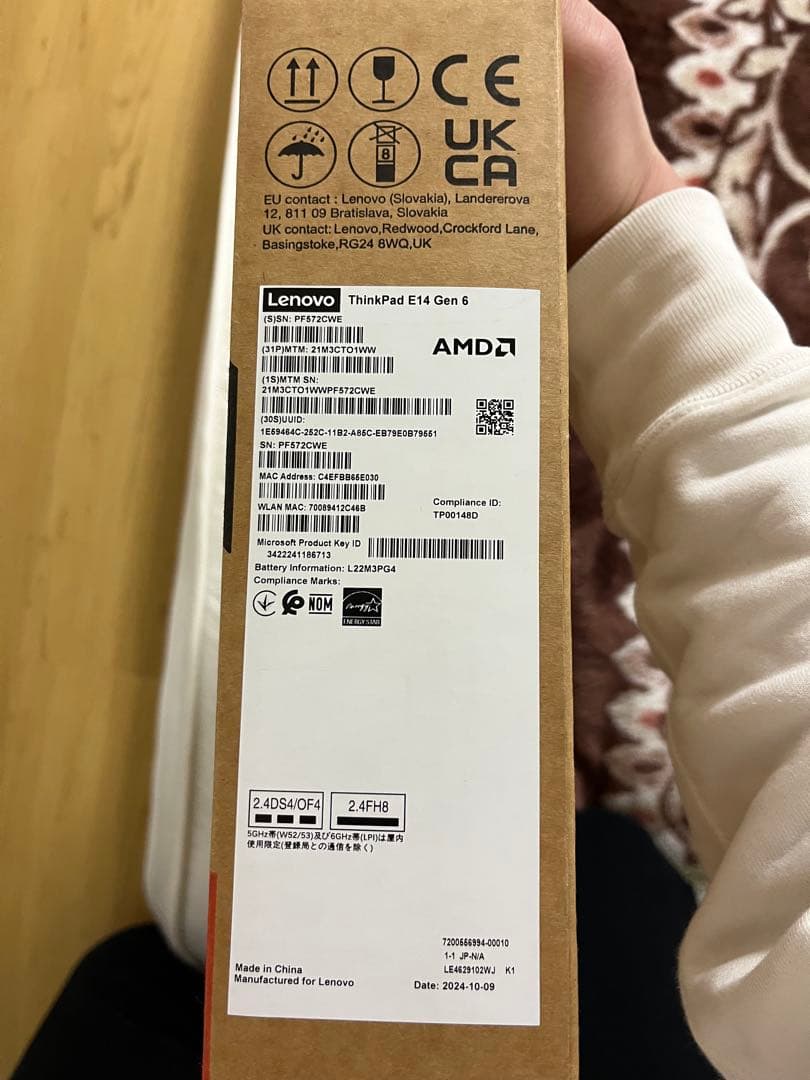 CE
8
UK
CA
EU contact : Lenovo (Slovakia), Landererova
12, 811 09 Bratislava, Slovakia
UK contact: Lenovo,Redwood,Crockford Lane,
Basingstoke,RG24 8WQ,UK
Lenovo ThinkPad E14 Gen 6
(S)SN: PF572CWE
(31P)MTM: 21M3CTO1WW
AMD
(1S)MTM SN:
21M3CTO1WWPF572CWE
(30S)UUID:
1E59464C-252C-11B2-A85C-EB79E0B79551
SN: PF572CWE
MAC Address: C4EFBB65E030
Compliance ID:
WLAN MAC: 70089412C46B
TP00148D
Microsoft Product Key ID
3422241186713
Battery Information: L22M3PG4
Compliance Marks:
NOM
energy
ENERGY STAR
2.4DS4/OF4 2.4FH8
5GHz帯(W52/53)及び6GHz帯(LPI)は屋内
使用限定(登録局との通信を除く)
7200556994-00010
1-1 JP-N/A
LE4629102WJ K1
Made in China
Manufactured for Lenovo
Date: 2024-10-09